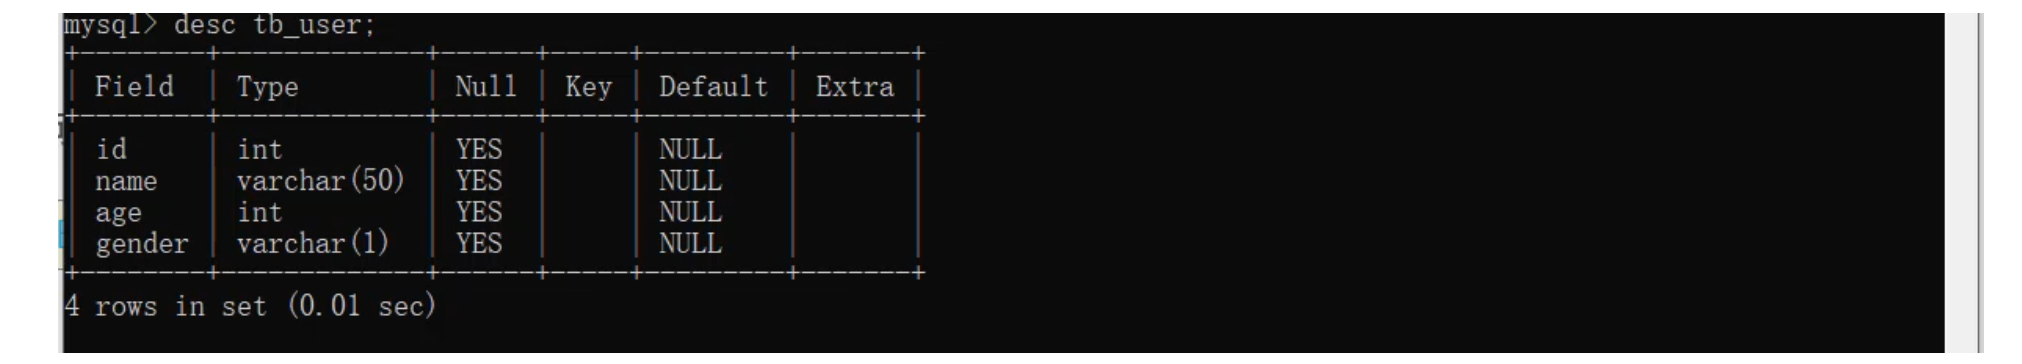 mysql> desc tb_user;
+--------+-------------+------+-----+---------+-------+
| Field  | Type        | Null | Key | Default | Extra |
+--------+-------------+------+-----+---------+-------+
| id     | int         | YES  |     | NULL    |       |
| name   | varchar(50) | YES  |     | NULL    |       |
| age    | int         | YES  |     | NULL    |       |
| gender | varchar(1)  | YES  |     | NULL    |       |
+--------+-------------+------+-----+---------+-------+
4 rows in set (0.01 sec)